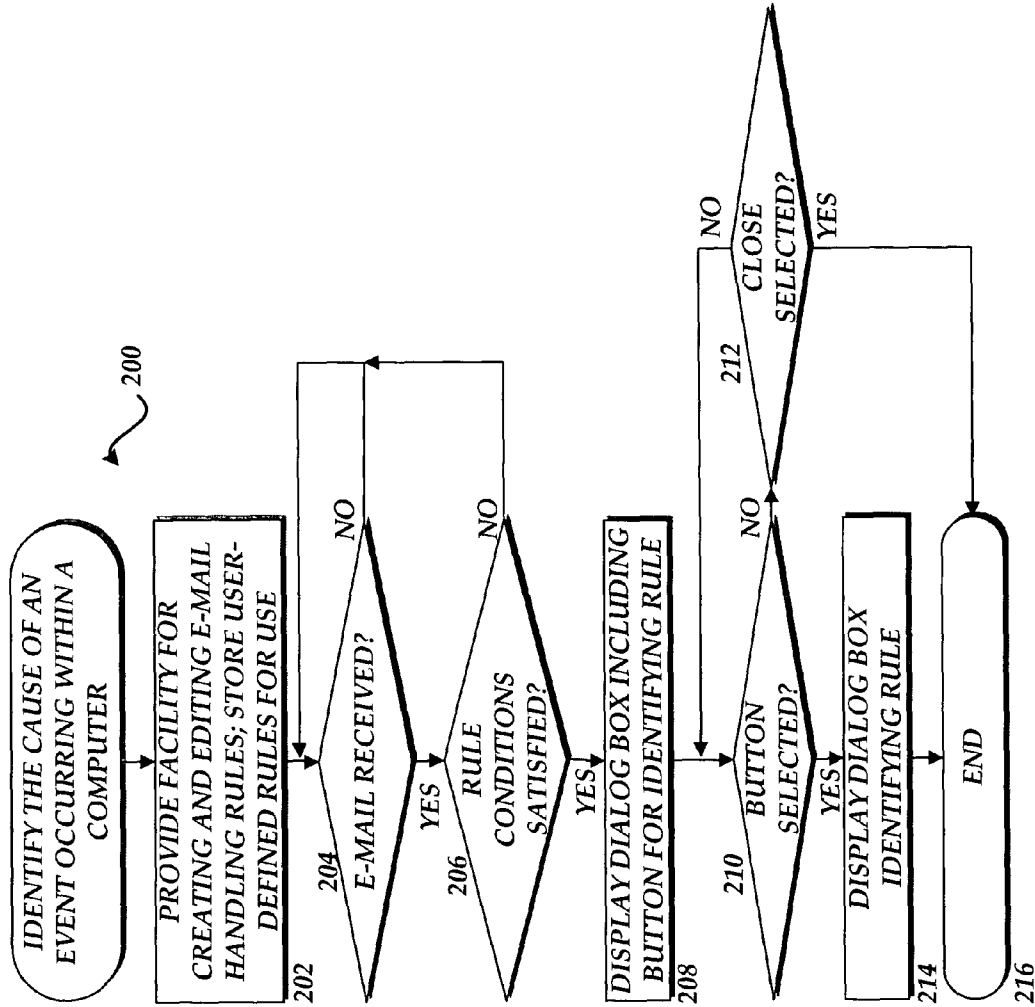 IDENTIFY THE CAUSE OF AN
EVENT OCCURRING WITHIN A
COMPUTER
200
PROVIDE FACILITY FOR
CREATING AND EDITING E-MAIL
HANDLING RULES; STORE USER-
DEFINED RULES FOR USE
202
204
E-MAIL RECEIVED?
NO
YES
206
RULE
CONDITIONS
SATISFIED?
NO
YES
DISPLAY DIALOG BOX INCLUDING
BUTTON FOR IDENTIFYING RULE
208
210
BUTTON
SELECTED?
NO
YES
212
CLOSE
SELECTED?
NO
YES
DISPLAY DIALOG BOX
IDENTIFYING RULE
214
END
216